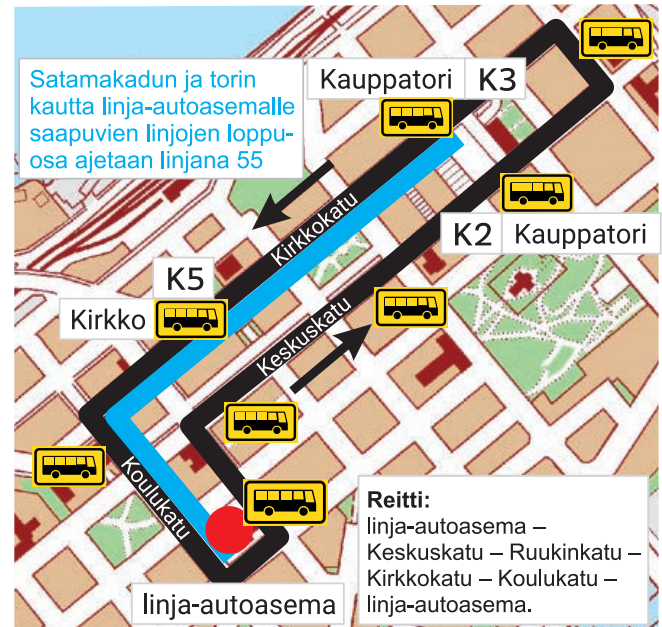 Satamakadun ja torin
kautta linja-autoasemalle
saapuvien linjojen loppu-
osa ajetaan linjana 55
Kauppatori K3
Kirkkokatu
K2 Kauppatori
K5
Kirkko
Keskuskatu
Koulukatu
linja-autoasema
Reitti:
linja-autoasema –
Keskuskatu – Ruukinkatu –
Kirkkokatu – Koulukatu –
linja-autoasema.